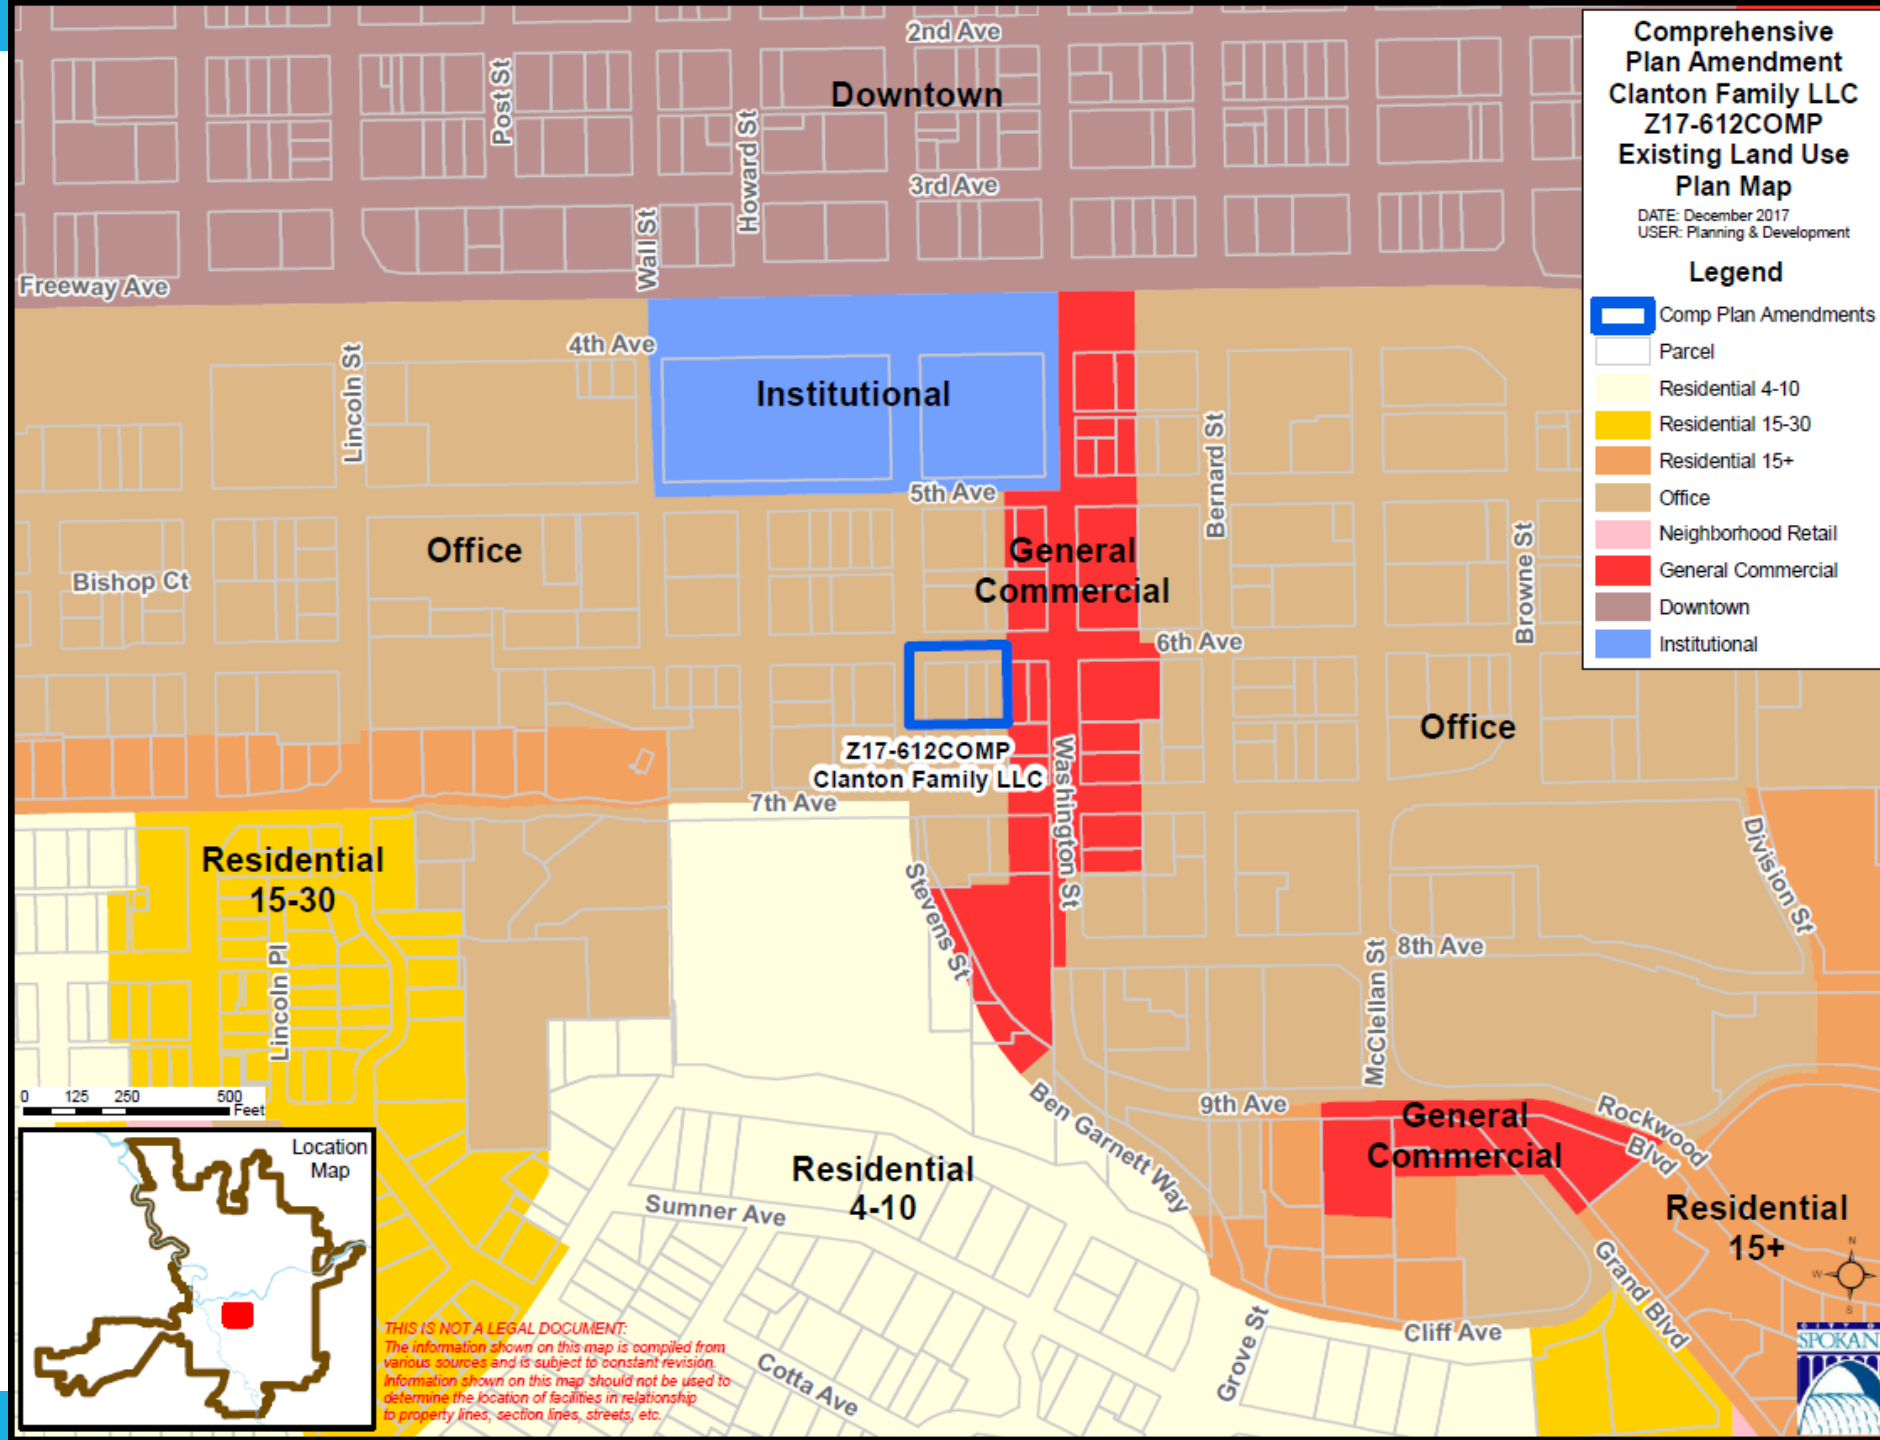 2nd Ave
Downtown
Post St
Howard St
3rd Ave
Wall St
Freeway Ave
Comprehensive
Plan Amendment
Clanton Family LLC
Z17-612COMP
Existing Land Use
Plan Map
DATE: December 2017
USER: Planning & Development
Legend
Comp Plan Amendments
Parcel
Residential 4-10
Residential 15-30
Residential 15+
Office
Neighborhood Retail
General Commercial
Downtown
Institutional
4th Ave
Lincoln St
Institutional
Bernard St
5th Ave
Office
General
Commercial
Bishop Ct
Browne St
6th Ave
Office
Z17-612COMP
Clanton Family LLC
Washington St
7th Ave
Residential
15-30
Stevens St
Division St
Lincoln Pl
8th Ave
McClellan St
0 125 250 500
Feet
Ben Garnett Way
9th Ave
General
Commercial
Rockwood
Blvd
Location
Map
Residential
4-10
Sumner Ave
Residential
15+
N
W
S
Grand Blvd
Grove St
Cliff Ave
Cotta Ave
THIS IS NOT A LEGAL DOCUMENT:
The information shown on this map is compiled from
various sources and is subject to constant revision.
Information shown on this map should not be used to
determine the location of facilities in relationship
to property lines, section lines, streets, etc.
CITY O
SPOKAN